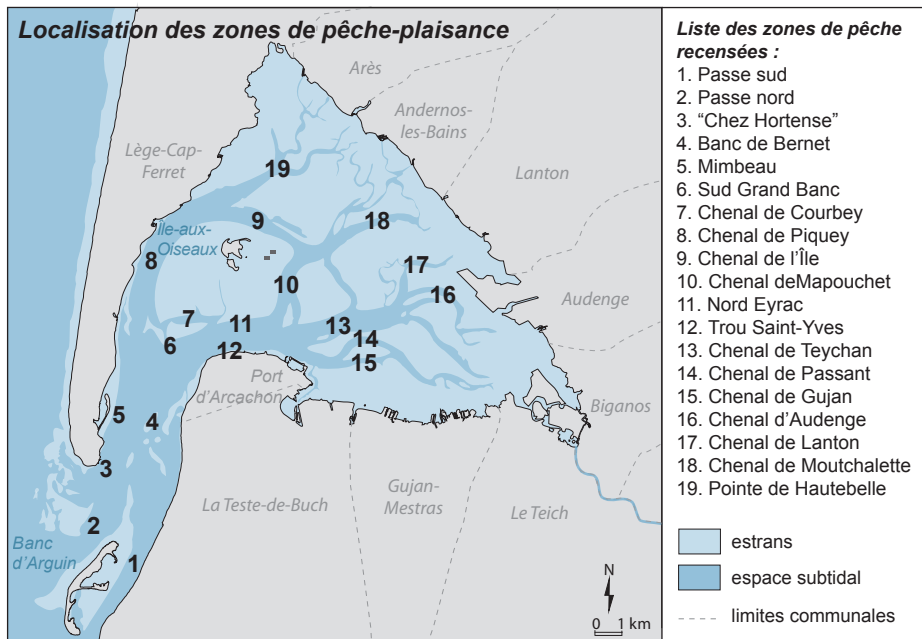 Localisation des zones de pêche-plaisance
Arès
Andernos-
les-Bains
Lège-Cap-
Ferret
Lanton
19
9
18
Île-aux-
Oiseaux
8
17
10
16
Audenge
7
11
13
6
12
14
15
Port
d'Arcachon
Biganos
5
4
3
La Teste-de-Buch
Gujan-
Mestras
Le Teich
2
Banc
d'Arguin
1
N
0 1 km
Liste des zones de pêche
recensées :
1. Passe sud
2. Passe nord
3. “Chez Hortense”
4. Banc de Bernet
5. Mimbeau
6. Sud Grand Banc
7. Chenal de Courbey
8. Chenal de Piquey
9. Chenal de l’Île
10. Chenal deMapouchet
11. Nord Eyrac
12. Trou Saint-Yves
13. Chenal de Teychan
14. Chenal de Passant
15. Chenal de Gujan
16. Chenal d’Audenge
17. Chenal de Lanton
18. Chenal de Moutchalette
19. Pointe de Hautebelle
estrans
espace subtidal
limites communales